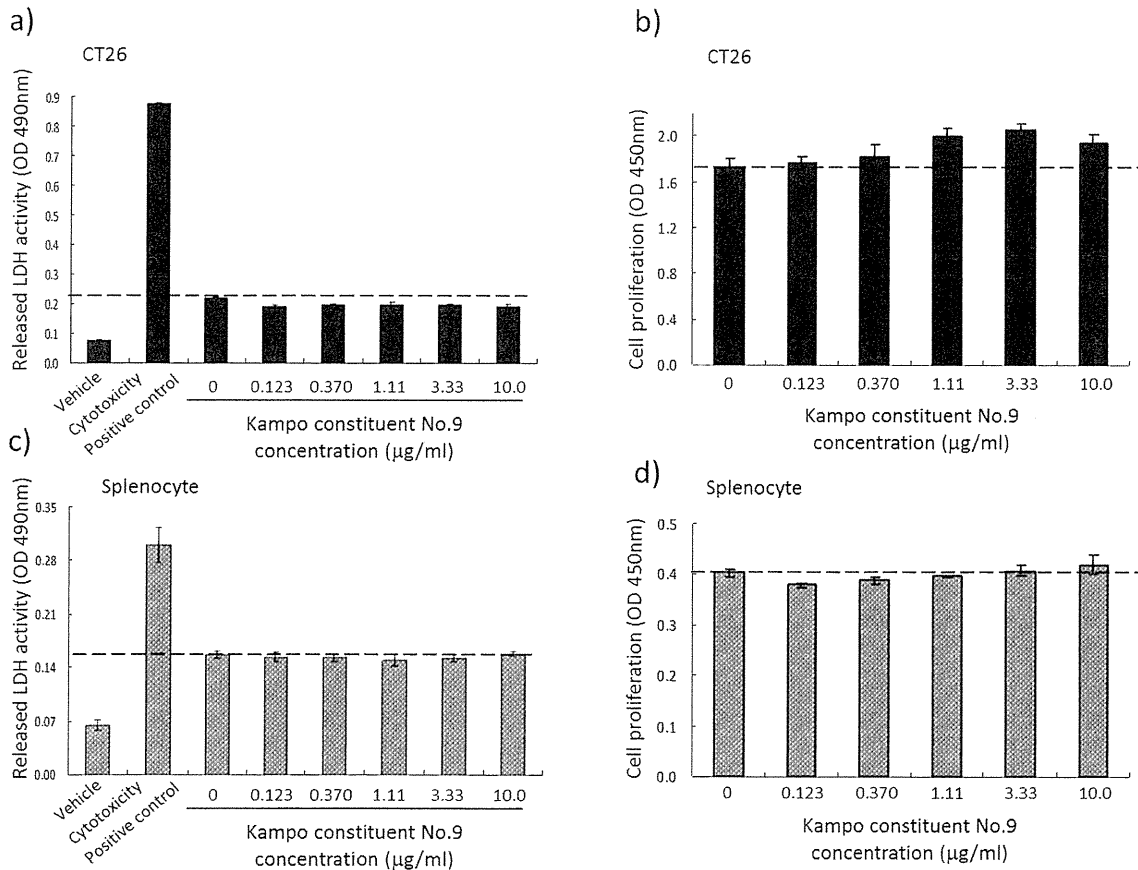 a)
CT26
Released LDH activity (OD 490nm)
0.9
0.8
0.7
0.6
0.5
0.4
0.3
0.2
0.1
0.0
Vehicle
Cytotoxicity
Positive control
0 0.123 0.370 1.11 3.33 10.0
Kampo constituent No.9
concentration (μg/ml)
b)
CT26
Cell proliferation (OD 450nm)
2.0
1.6
1.2
0.8
0.4
0.0
0 0.123 0.370 1.11 3.33 10.0
Kampo constituent No.9
concentration (μg/ml)
c)
Splenocyte
Released LDH activity (OD 490nm)
0.35
0.28
0.21
0.14
0.07
0.00
Vehicle
Cytotoxicity
Positive control
0 0.123 0.370 1.11 3.33 10.0
Kampo constituent No.9
concentration (μg/ml)
d)
Splenocyte
Cell proliferation (OD 450nm)
0.5
0.4
0.3
0.2
0.1
0.0
0 0.123 0.370 1.11 3.33 10.0
Kampo constituent No.9
concentration (μg/ml)